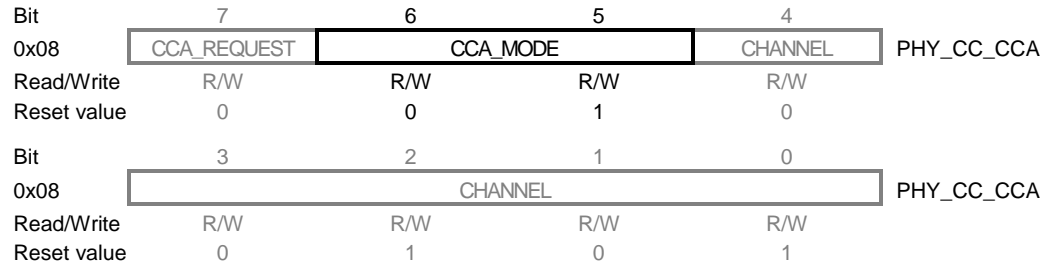 Bit 7 6 5 4
0x08 CCA_REQUEST CCA_MODE CHANNEL PHY_CC_CCA
Read/Write R/W R/W R/W R/W
Reset value 0 0 1 0
Bit 3 2 1 0
0x08 CHANNEL PHY_CC_CCA
Read/Write R/W R/W R/W R/W
Reset value 0 1 0 1